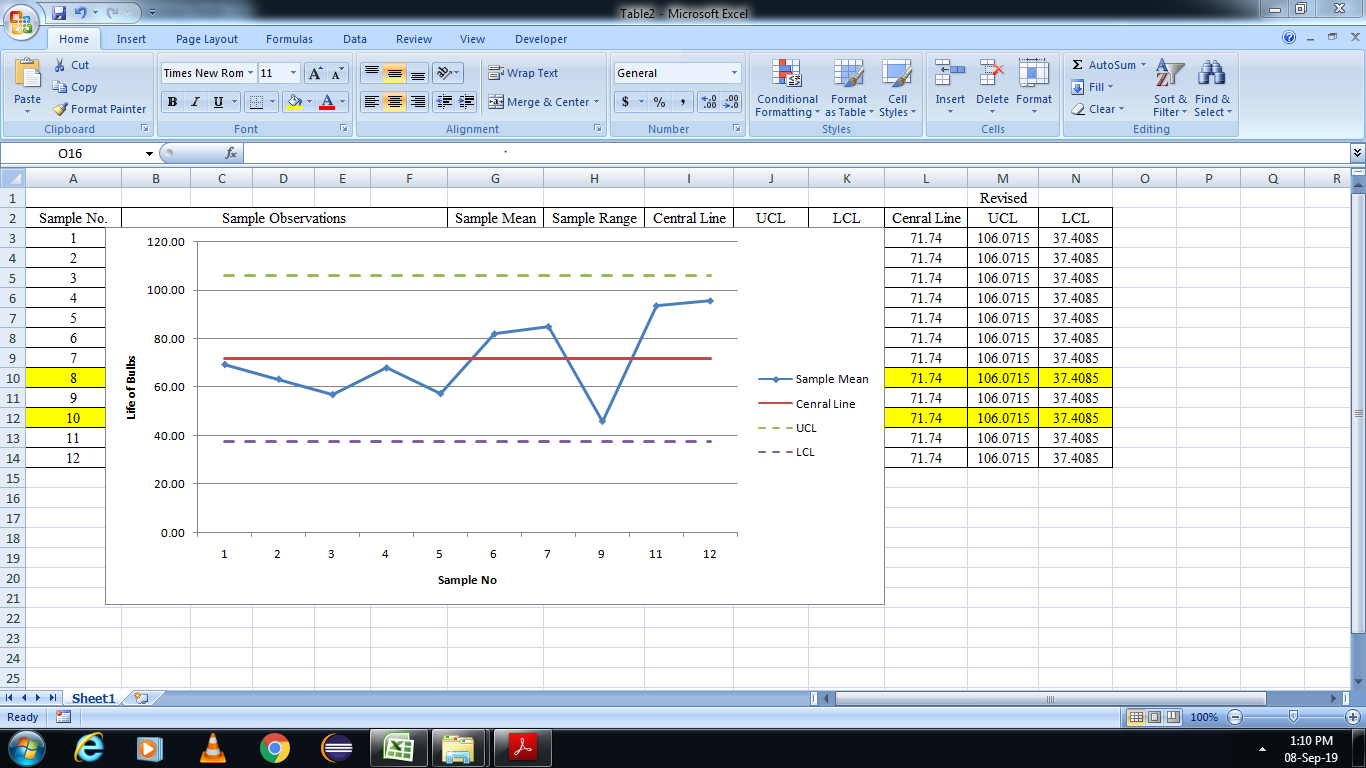 Table2 - Microsoft Excel
Home Insert Page Layout Formulas Data Review View Developer
Paste
Cut
Copy
Format Painter
Clipboard
Times New Rom 11
B I U
Font
Wrap Text
Merge & Center
Alignment
General
$ % ,
Number
Conditional Formatting
Format as Table
Cell Styles
Styles
Insert Delete Format
Cells
Σ AutoSum
Fill
Clear
Sort & Filter
Find & Select
Editing
O16 fx
A B C D E F G H I J K L M N O P Q R
1 Revised
2 Sample No. Sample Observations Sample Mean Sample Range Central Line UCL LCL Cenral Line UCL LCL
3 1 71.74 106.0715 37.4085
4 2 71.74 106.0715 37.4085
5 3 71.74 106.0715 37.4085
6 4 71.74 106.0715 37.4085
7 5 71.74 106.0715 37.4085
8 6 71.74 106.0715 37.4085
9 7 71.74 106.0715 37.4085
10 8 71.74 106.0715 37.4085
11 9 71.74 106.0715 37.4085
12 10 71.74 106.0715 37.4085
13 11 71.74 106.0715 37.4085
14 12 71.74 106.0715 37.4085
15
16
17
18
19
20
21
22
23
24
25
120.00
100.00
80.00
60.00
40.00
20.00
0.00
Life of Bulbs
1 2 3 4 5 6 7 9 11 12
Sample No
Sample Mean
Cenral Line
UCL
LCL
Sheet1
Ready 100%
1:10 PM
08-Sep-19